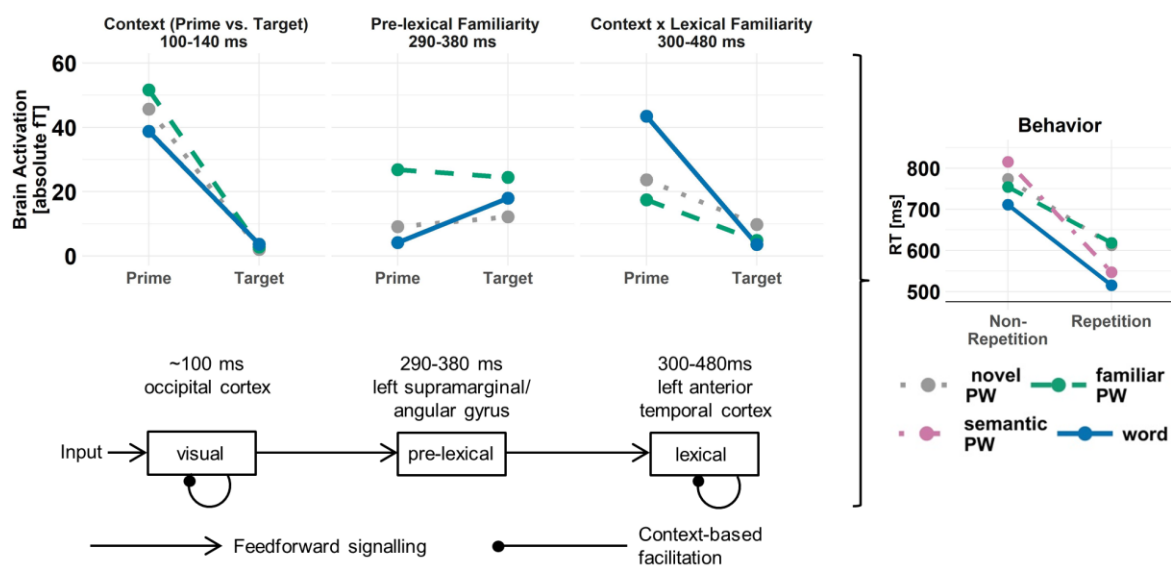 Context (Prime vs. Target)
100-140 ms
Pre-lexical Familiarity
290-380 ms
Context x Lexical Familiarity
300-480 ms
Brain Activation
[absolute fT]
60
40
20
0
Prime
Target
Prime
Target
Prime
Target
Behavior
RT [ms]
800
700
600
500
Non-
Repetition
Repetition
novel
PW
familiar
PW
semantic
PW
word
~100 ms
occipital cortex
290-380 ms
left supramarginal/
angular gyrus
300-480ms
left anterior
temporal cortex
Input
visual
pre-lexical
lexical
Feedforward signalling
Context-based
facilitation